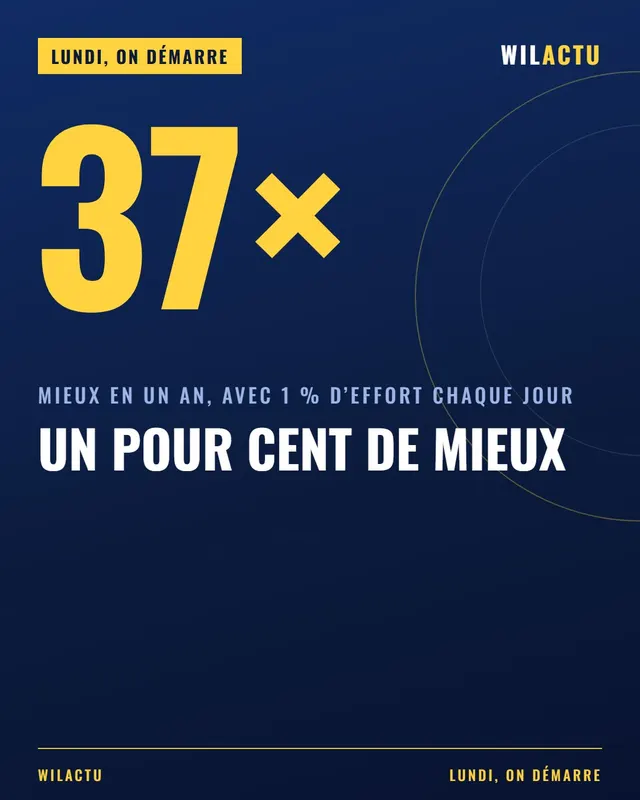 LUNDI, ON DÉMARRE
WILACTU
37×
MIEUX EN UN AN, AVEC 1 % D’EFFORT CHAQUE JOUR
UN POUR CENT DE MIEUX
WILACTU
LUNDI, ON DÉMARRE